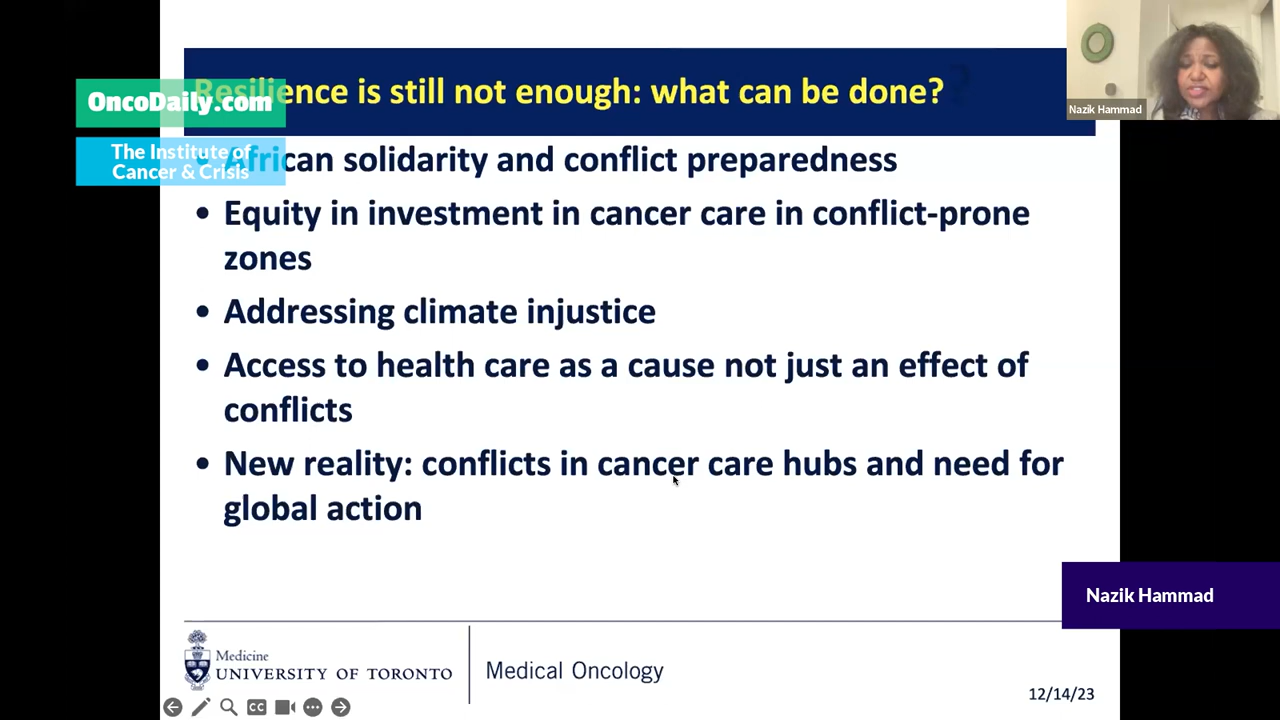 Resilience is still not enough: what can be done?
OncoDaily.com
The Institute of
Cancer & Crisis
Nazik Hammad
• African solidarity and conflict preparedness
• Equity in investment in cancer care in conflict-prone
zones
• Addressing climate injustice
• Access to health care as a cause not just an effect of
conflicts
• New reality: conflicts in cancer care hubs and need for
global action
Nazik Hammad
Medicine
UNIVERSITY OF TORONTO
Medical Oncology
12/14/23
CC